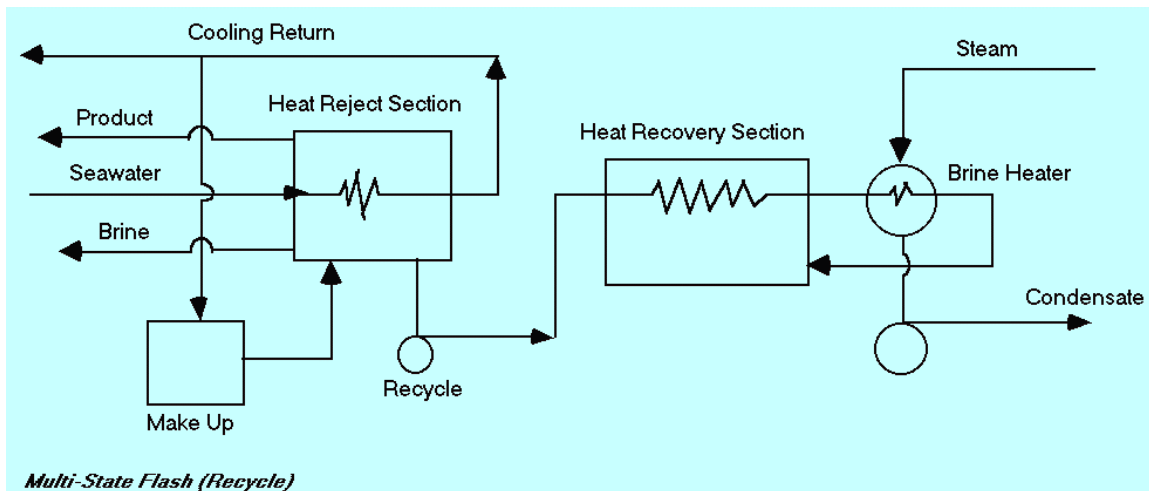 Cooling Return
Steam
Product
Heat Reject Section
Heat Recovery Section
Seawater
Brine Heater
Brine
Condensate
Recycle
Make Up
Multi-State Flash (Recycle)